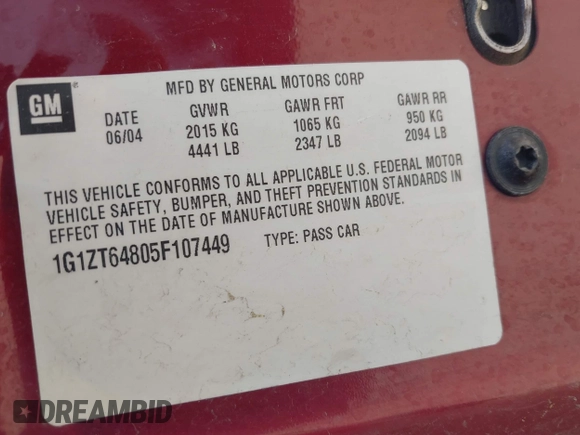 GM
MFD BY GENERAL MOTORS CORP
DATE GVWR GAWR FRT GAWR RR
06/04 2015 KG 1065 KG 950 KG
4441 LB 2347 LB 2094 LB
THIS VEHICLE CONFORMS TO ALL APPLICABLE U.S. FEDERAL MOTOR
VEHICLE SAFETY, BUMPER, AND THEFT PREVENTION STANDARDS IN
EFFECT ON THE DATE OF MANUFACTURE SHOWN ABOVE.
1G1ZT64805F107449 TYPE: PASS CAR
DREAMBID